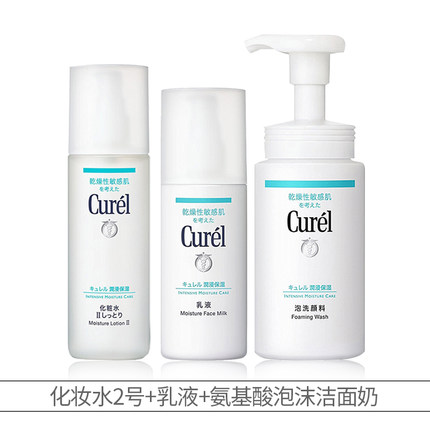 乾燥性敏感肌
を考えた
Curél
キュレル 潤浸保湿
INTENSIVE MOISTURE CARE
化粧水
II しっとり
Moisture Lotion II
乾燥性敏感肌
を考えた
Curél
キュレル 潤浸保湿
INTENSIVE MOISTURE CARE
乳液
Moisture Face Milk
乾燥性敏感肌
を考えた
Curél
キュレル 潤浸保湿
INTENSIVE MOISTURE CARE
泡洗顔料
Foaming Wash
化妆水2号+乳液+氨基酸泡沫洁面奶